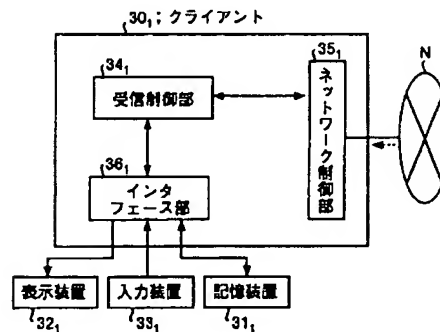 30₁；クライアント
34₁
受信制御部
35₁
ネットワーク制御部
N
36₁
インタ
フェース部
表示装置
入力装置
記憶装置
32₁
33₁
31₁